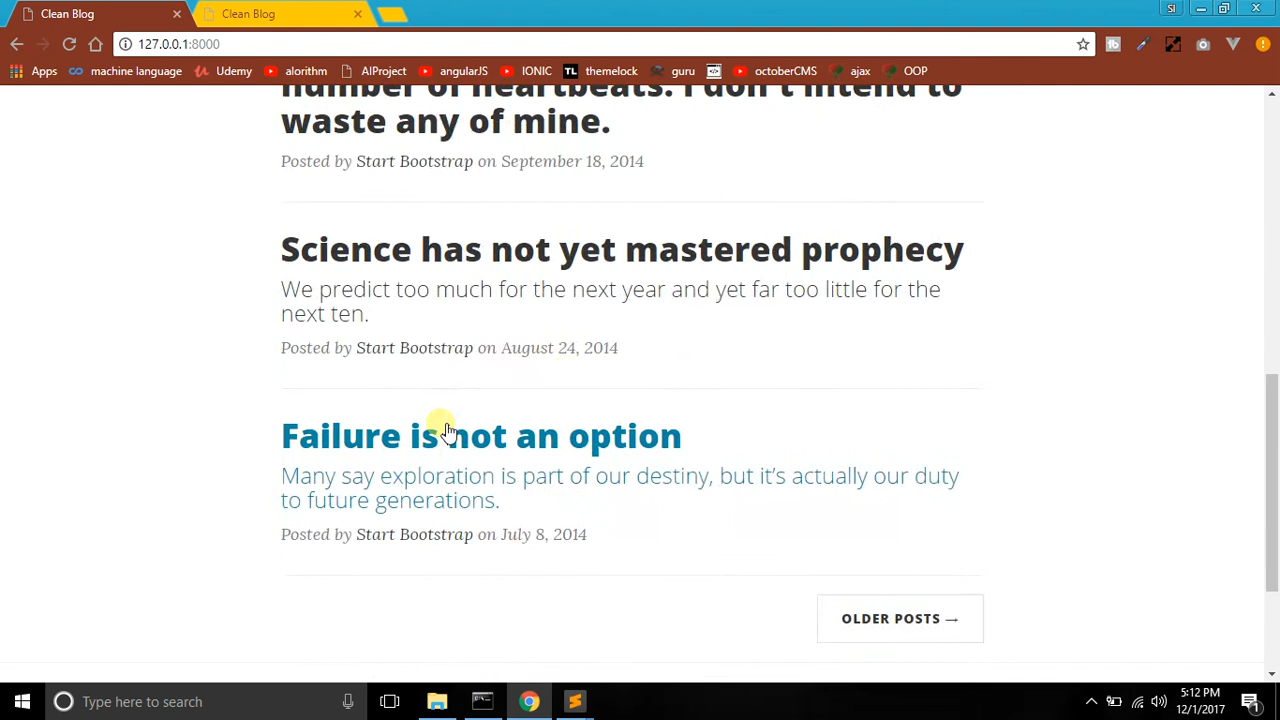 Clean Blog
Clean Blog
SI
127.0.0.1:8000
Apps machine language Udemy alorithm AIProject angularJS IONIC TL themelock guru octoberCMS ajax OOP
number of heartbeats. I don't intend to
waste any of mine.
Posted by Start Bootstrap on September 18, 2014
Science has not yet mastered prophecy
We predict too much for the next year and yet far too little for the
next ten.
Posted by Start Bootstrap on August 24, 2014
Failure is not an option
Many say exploration is part of our destiny, but it’s actually our duty
to future generations.
Posted by Start Bootstrap on July 8, 2014
OLDER POSTS →
Type here to search
5:12 PM
12/1/2017
1